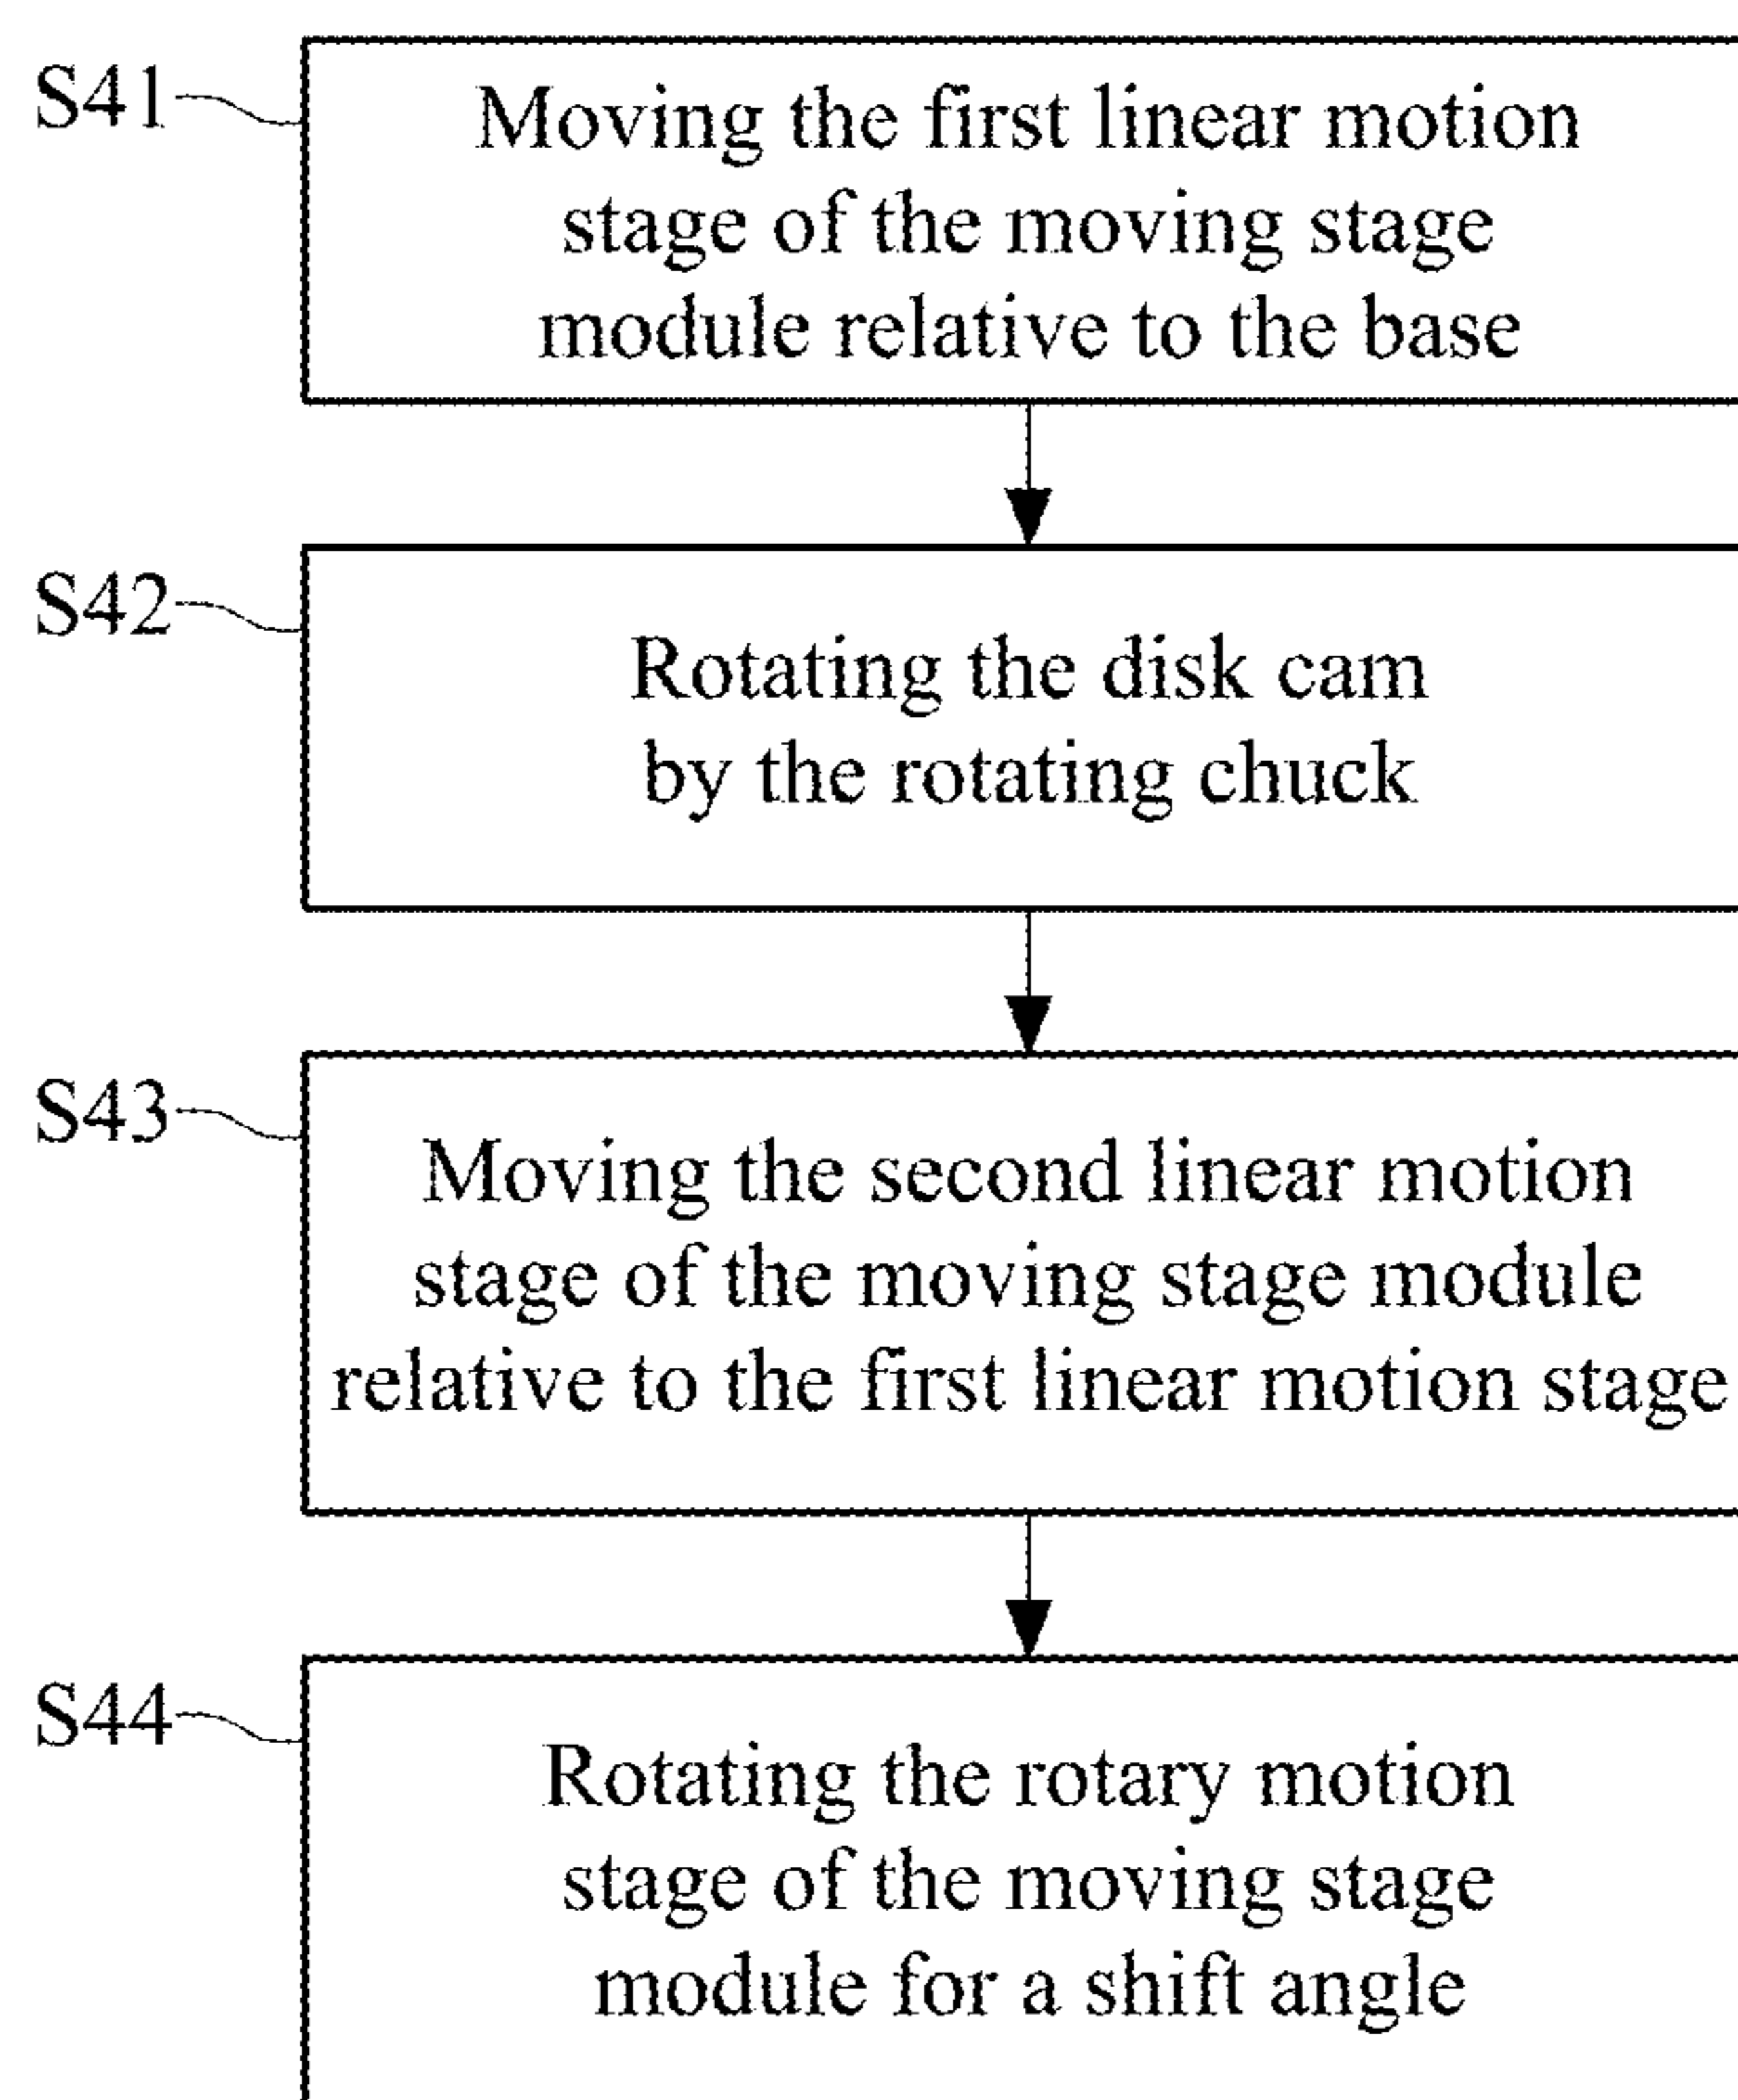 S41
Moving the first linear motion
stage of the moving stage
module relative to the base
S42
Rotating the disk cam
by the rotating chuck
S43
Moving the second linear motion
stage of the moving stage module
relative to the first linear motion stage
S44
Rotating the rotary motion
stage of the moving stage
module for a shift angle